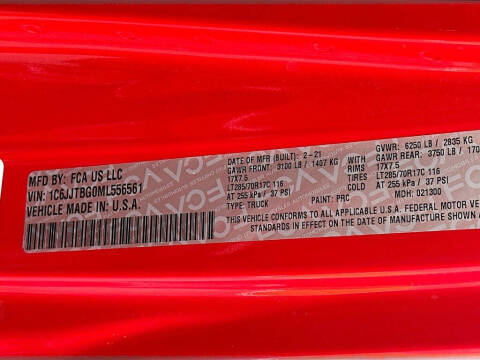 MFD BY: FCA US LLC
VIN: 1C6JJTBG0ML556561
VEHICLE MADE IN U.S.A.
DATE OF MFR (BUILT): 2-21
GAWR FRONT: 3100 LB / 1407 KG
17X7.5
LT285/70R17C 116
AT 255 kPa / 37 PSI
TYPE: TRUCK
PAINT: PRC
WITH
TIRES
RIMS
AT
GVWR: 6250 LB / 2835 KG
GAWR REAR: 3750 LB / 170
17X7.5
LT285/70R17C 116
AT 255 kPa / 37 PSI
MDH: 021300
THIS VEHICLE CONFORMS TO ALL APPLICABLE U.S.A. FEDERAL MOTOR VEH
IN EFFECT ON THE DATE OF